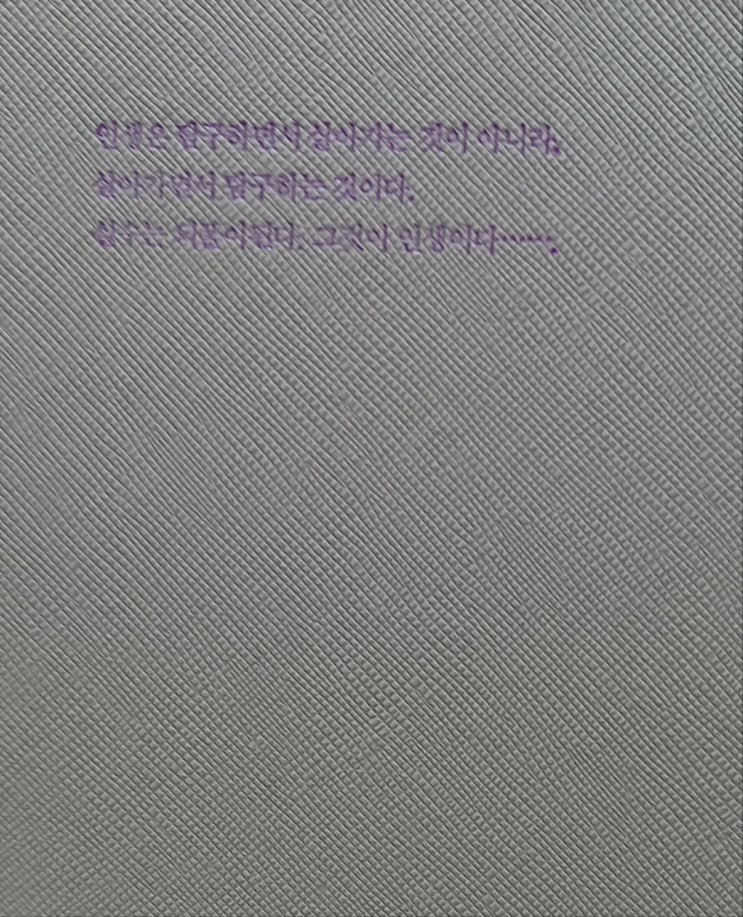 인생은 탐구하면서 살아가는 것이 아니라,
살아가면서 탐구하는 것이다.
실수는 되풀이된다. 그것이 인생이다…….